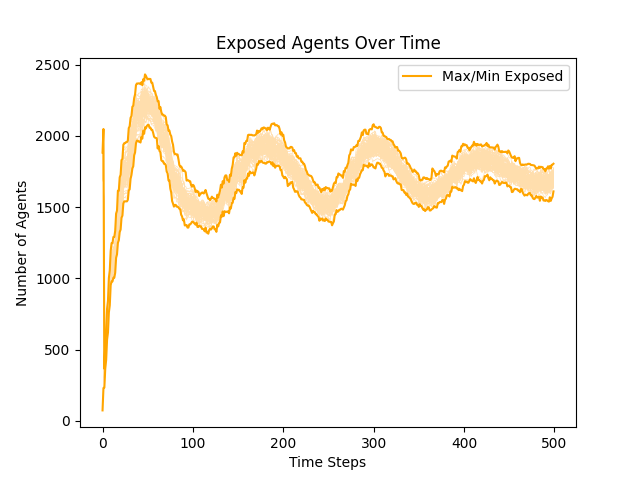 Exposed Agents Over Time
Max/Min Exposed
Number of Agents
2500
2000
1500
1000
500
0
0 100 200 300 400 500
Time Steps